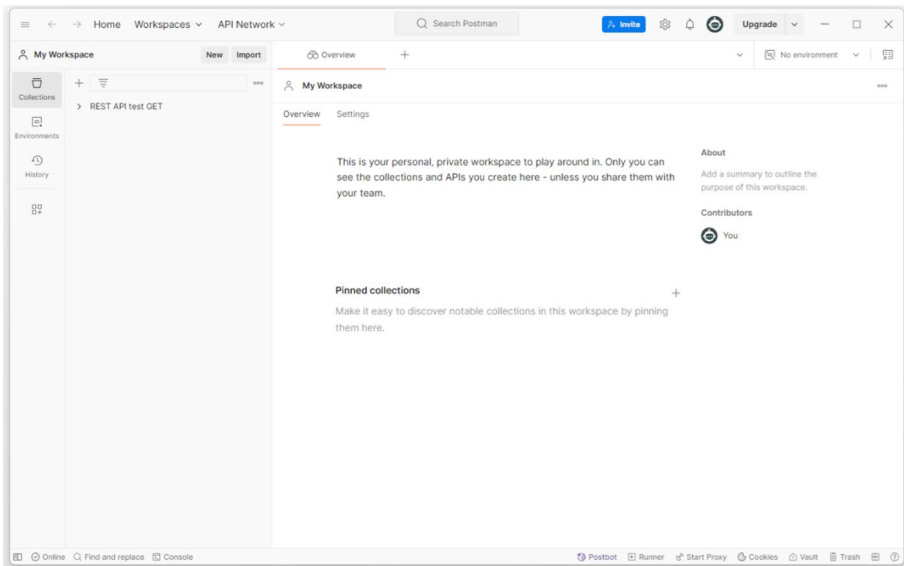 Home Workspaces API Network Search Postman Invite Upgrade
My Workspace New Import Overview No environment
Collections
REST API test GET
Environments
History
My Workspace
Overview Settings
This is your personal, private workspace to play around in. Only you can
see the collections and APIs you create here - unless you share them with
your team.
About
Add a summary to outline the
purpose of this workspace.
Contributors
You
Pinned collections
Make it easy to discover notable collections in this workspace by pinning
them here.
Online Find and replace Console Postbot Runner Start Proxy Cookies Vault Trash